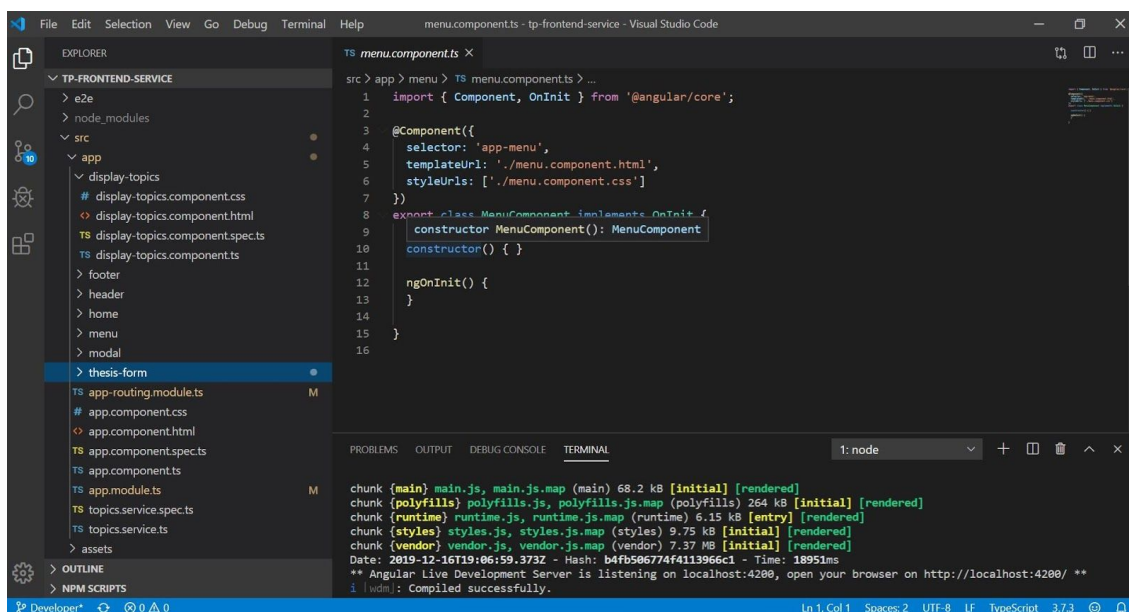 File Edit Selection View Go Debug Terminal Help
menu.component.ts - tp-frontend-service - Visual Studio Code
EXPLORER
TP-FRONTEND-SERVICE
e2e
node_modules
src
app
display-topics
# display-topics.component.css
<> display-topics.component.html
TS display-topics.component.spec.ts
TS display-topics.component.ts
footer
header
home
menu
modal
thesis-form
TS app-routing.module.ts M
# app.component.css
<> app.component.html
TS app.component.spec.ts
TS app.component.ts
TS app.module.ts M
TS topics.service.spec.ts
TS topics.service.ts
assets
OUTLINE
NPM SCRIPTS
10
TS menu.component.ts ×
src > app > menu > TS menu.component.ts > ...
1 import { Component, OnInit } from '@angular/core';
2
3 @Component({
4 selector: 'app-menu',
5 templateUrl: './menu.component.html',
6 styleUrls: ['./menu.component.css']
7 })
8 export class MenuComponent implements OnInit {
9 constructor MenuComponent(): MenuComponent
10 constructor() { }
11
12 ngOnInit() {
13 }
14
15 }
16
PROBLEMS OUTPUT DEBUG CONSOLE TERMINAL 1: node
chunk {main} main.js, main.js.map (main) 68.2 kB [initial] [rendered]
chunk {polyfills} polyfills.js, polyfills.js.map (polyfills) 264 kB [initial] [rendered]
chunk {runtime} runtime.js, runtime.js.map (runtime) 6.15 kB [entry] [rendered]
chunk {styles} styles.js, styles.js.map (styles) 9.75 kB [initial] [rendered]
chunk {vendor} vendor.js, vendor.js.map (vendor) 7.37 MB [initial] [rendered]
Date: 2019-12-16T19:06:59.373Z - Hash: b4fb506774f4113966c1 - Time: 18951ms
** Angular Live Development Server is listening on localhost:4200, open your browser on http://localhost:4200/ **
i ｢wdm｣: Compiled successfully.
Developer* 0 0 Ln 1, Col 1 Spaces: 2 UTF-8 LF TypeScript 3.7.3